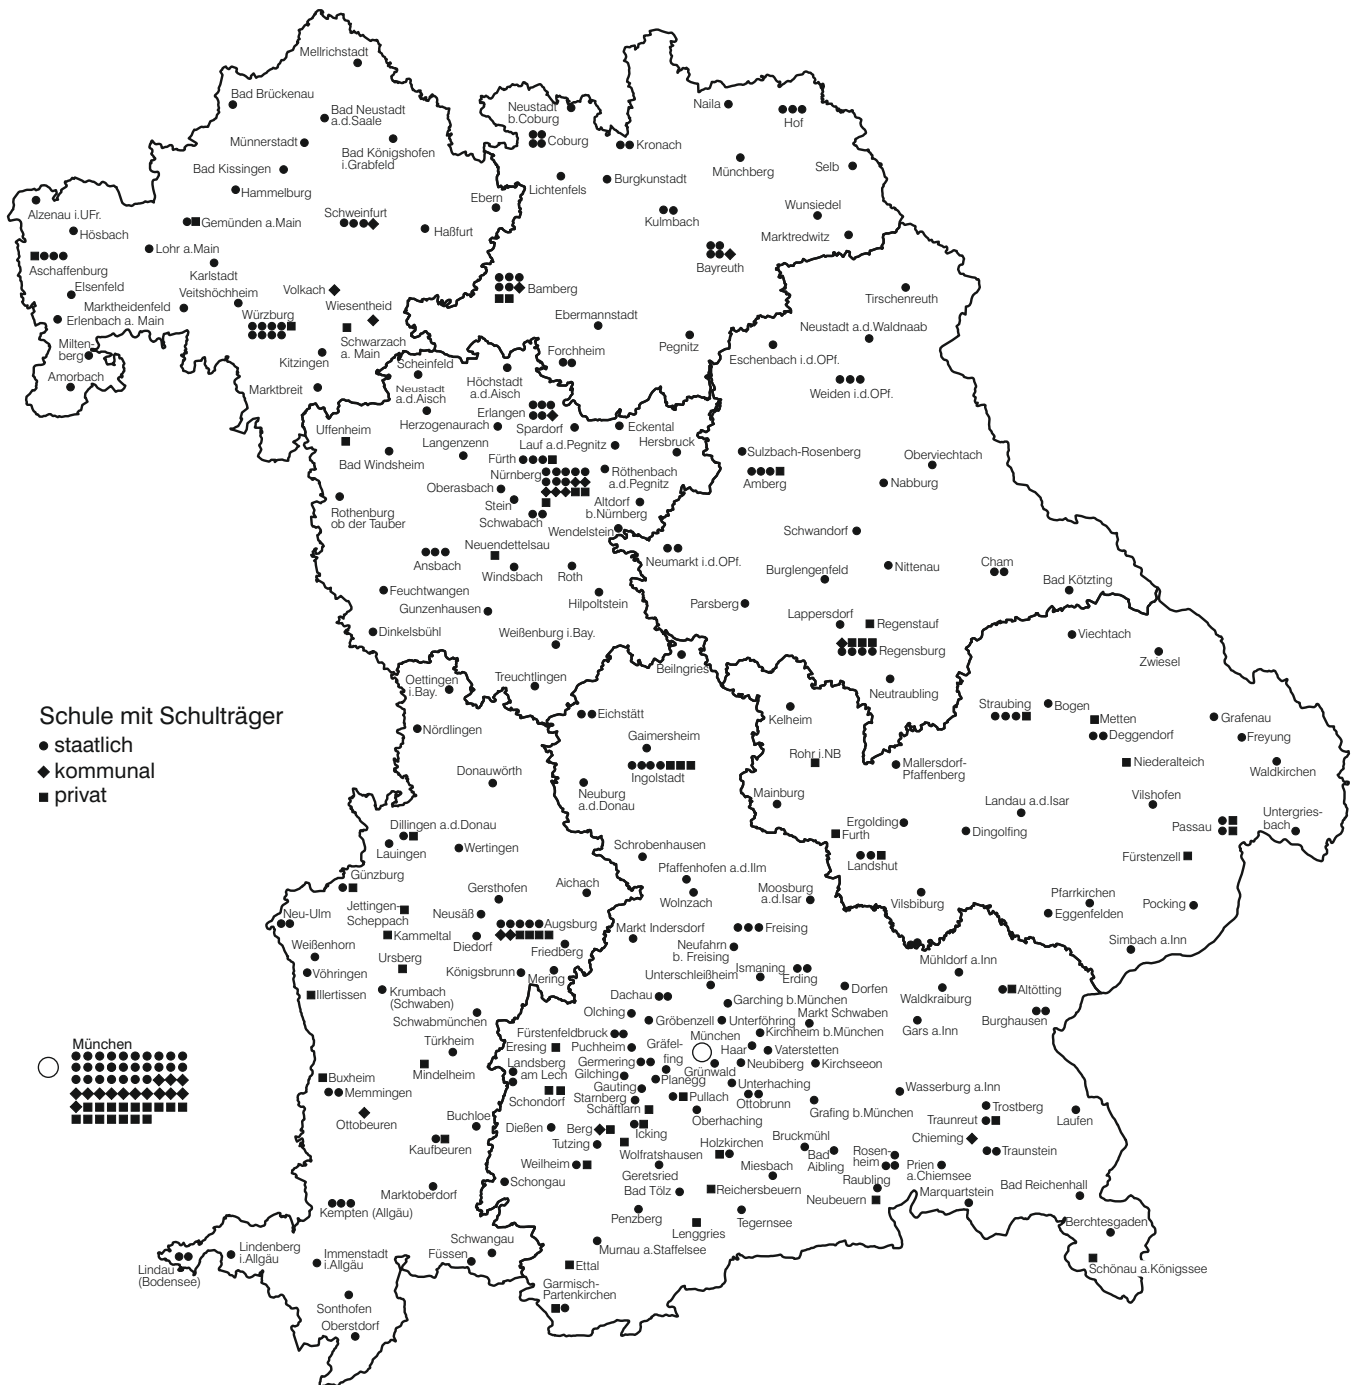 Mellrichstadt
Bad Brückenau
Bad Neustadt
a.d.Saale
Münnerstadt
Bad Königshofen
i.Grabfeld
Bad Kissingen
Hammelburg
Ebern
Alzenau i.UFr.
Hösbach
Gemünden a.Main
Schweinfurt
Haßfurt
Lohr a.Main
Aschaffenburg
Karlstadt
Elsenfeld
Marktheidenfeld
Veitshöchheim
Volkach
Wiesentheid
Erlenbach a. Main
Würzburg
Schwarzach
a. Main
Milten-
berg
Kitzingen
Amorbach
Marktbreit
Neustadt
b.Coburg
Coburg
Kronach
Naila
Hof
Münchberg
Selb
Lichtenfels
Burgkunstadt
Kulmbach
Wunsiedel
Marktredwitz
Bayreuth
Bamberg
Ebermannstadt
Pegnitz
Forchheim
Tirschenreuth
Neustadt a.d.Waldnaab
Eschenbach i.d.OPf.
Weiden i.d.OPf.
Scheinfeld
Neustadt
a.d.Aisch
Höchstadt
a.d.Aisch
Erlangen
Uffenheim
Herzogenaurach
Spardorf
Eckental
Langenzenn
Lauf a.d.Pegnitz
Hersbruck
Bad Windsheim
Fürth
Nürnberg
Röthenbach
a.d.Pegnitz
Oberasbach
Stein
Altdorf
b.Nürnberg
Rothenburg
ob der Tauber
Schwabach
Wendelstein
Neuendettelsau
Ansbach
Windsbach
Roth
Feuchtwangen
Hilpoltstein
Gunzenhausen
Dinkelsbühl
Weißenburg i.Bay.
Treuchtlingen
Sulzbach-Rosenberg
Oberviechtach
Amberg
Nabburg
Schwandorf
Neumarkt i.d.OPf.
Burglengenfeld
Nittenau
Cham
Bad Kötzting
Parsberg
Lappersdorf
Regenstauf
Regensburg
Neutraubling
Beilngries
Viechtach
Zwiesel
Oettingen
i.Bay.
Nördlingen
Eichstätt
Gaimersheim
Ingolstadt
Neuburg
a.d.Donau
Kelheim
Rohr i.NB
Mainburg
Straubing
Bogen
Metten
Deggendorf
Grafenau
Freyung
Mallersdorf-
Pfaffenberg
Niederalteich
Waldkirchen
Vilshofen
Landau a.d.Isar
Untergries-
bach
Ergolding
Furth
Dingolfing
Passau
Landshut
Fürstenzell
Vilsbiburg
Pfarrkirchen
Eggenfelden
Pocking
Simbach a.Inn
Schule mit Schulträger
staatlich
kommunal
privat
Donauwörth
Dillingen a.d.Donau
Lauingen
Wertingen
Günzburg
Gersthofen
Aichach
Jettingen-
Scheppach
Neusäß
Augsburg
Neu-Ulm
Kammeltal
Diedorf
Friedberg
Weißenhorn
Ursberg
Vöhringen
Königsbrunn
Mering
Illertissen
Krumbach
(Schwaben)
Schwabmünchen
Türkheim
Buxheim
Mindelheim
Memmingen
Ottobeuren
Buchloe
Kaufbeuren
Marktoberdorf
Kempten (Allgäu)
Schwangau
Füssen
Lindau
(Bodensee)
Lindenberg
i.Allgäu
Immenstadt
i.Allgäu
Sonthofen
Oberstdorf
München
Schrobenhausen
Pfaffenhofen a.d.Ilm
Wolnzach
Moosburg
a.d.Isar
Markt Indersdorf
Freising
Neufahrn
b. Freising
Unterschleißheim
Ismaning
Erding
Mühldorf a.Inn
Dachau
Garching b.München
Dorfen
Waldkraiburg
Altötting
Olching
Gröbenzell
Unterföhring
Markt Schwaben
Burghausen
Fürstenfeldbruck
München
Kirchheim b.München
Gars a.Inn
Eresing
Puchheim
Gräfel-
fing
Haar
Vaterstetten
Landsberg
am Lech
Germering
Grünwald
Neubiberg
Kirchseeon
Gilching
Planegg
Gauting
Unterhaching
Wasserburg a.Inn
Schondorf
Starnberg
Pullach
Ottobrunn
Grafing b.München
Trostberg
Schäftlarn
Oberhaching
Traunreut
Laufen
Dießen
Berg
Icking
Chieming
Tutzing
Holzkirchen
Bruckmühl
Traunstein
Wolfratshausen
Bad
Aibling
Rosen-
heim
Prien
a.Chiemsee
Weilheim
Geretsried
Miesbach
Schongau
Bad Tölz
Reichersbeuern
Raubling
Neubeuern
Marquartstein
Bad Reichenhall
Penzberg
Lenggries
Tegernsee
Berchtesgaden
Murnau a.Staffelsee
Ettal
Schönau a.Königssee
Garmisch-
Partenkirchen